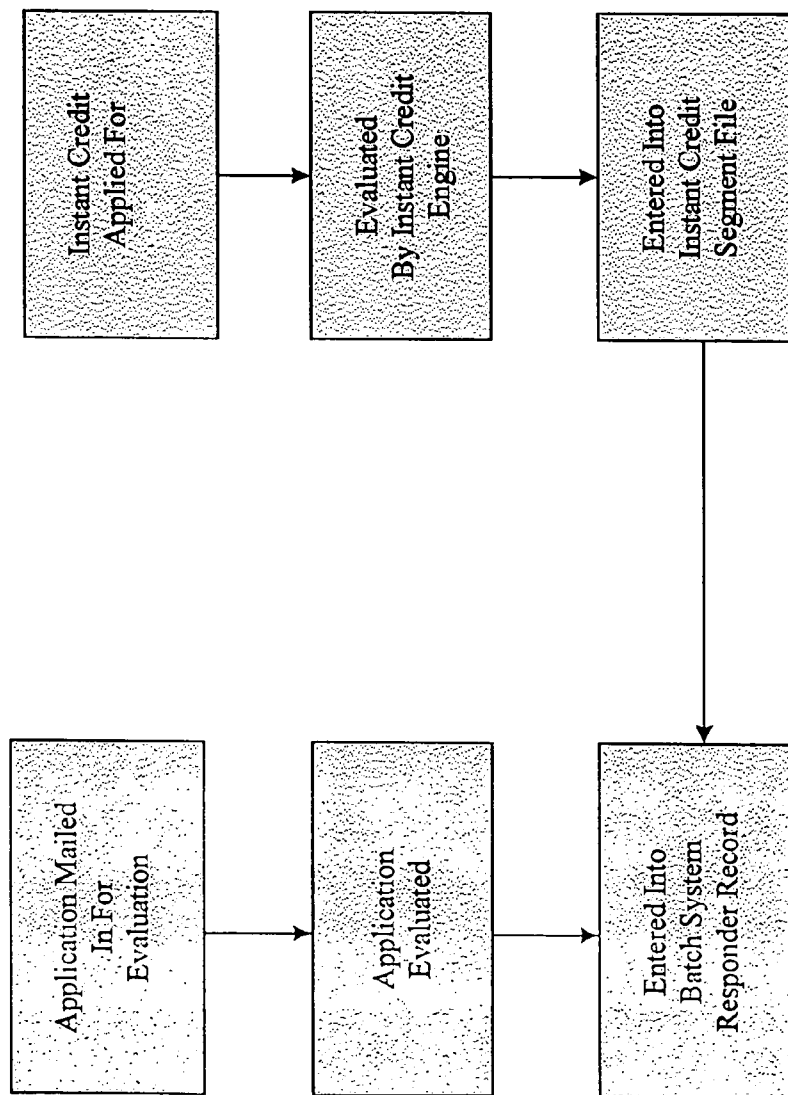 Instant Credit
Applied For
Evaluated
By Instant Credit
Engine
Entered Into
Instant Credit
Segment File
Application Mailed
In For
Evaluation
Application
Evaluated
Entered Into
Batch System
Responder Record